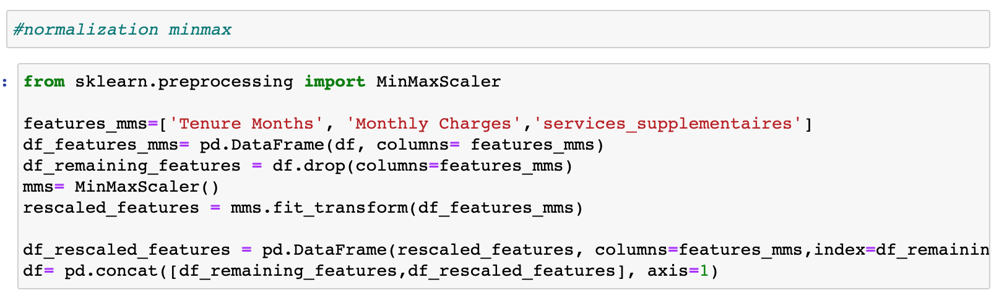 #normalization minmax
:
from sklearn.preprocessing import MinMaxScaler
features_mms=['Tenure Months', 'Monthly Charges','services_supplementaires']
df_features_mms= pd.DataFrame(df, columns= features_mms)
df_remaining_features = df.drop(columns=features_mms)
mms= MinMaxScaler()
rescaled_features = mms.fit_transform(df_features_mms)
df_rescaled_features = pd.DataFrame(rescaled_features, columns=features_mms,index=df_remainin
df= pd.concat([df_remaining_features,df_rescaled_features], axis=1)